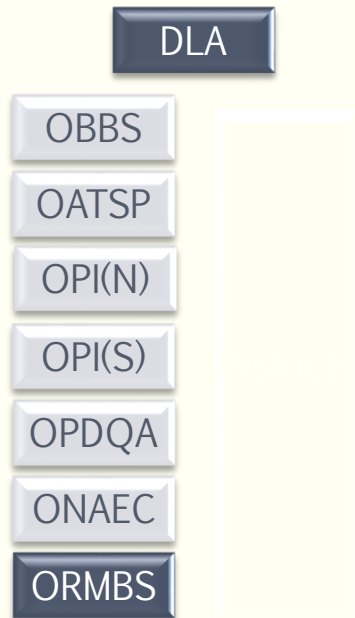 DLA
OBBS
OATSP
OPI(N)
OPI(S)
OPDQA
ONAEC
ORMBS